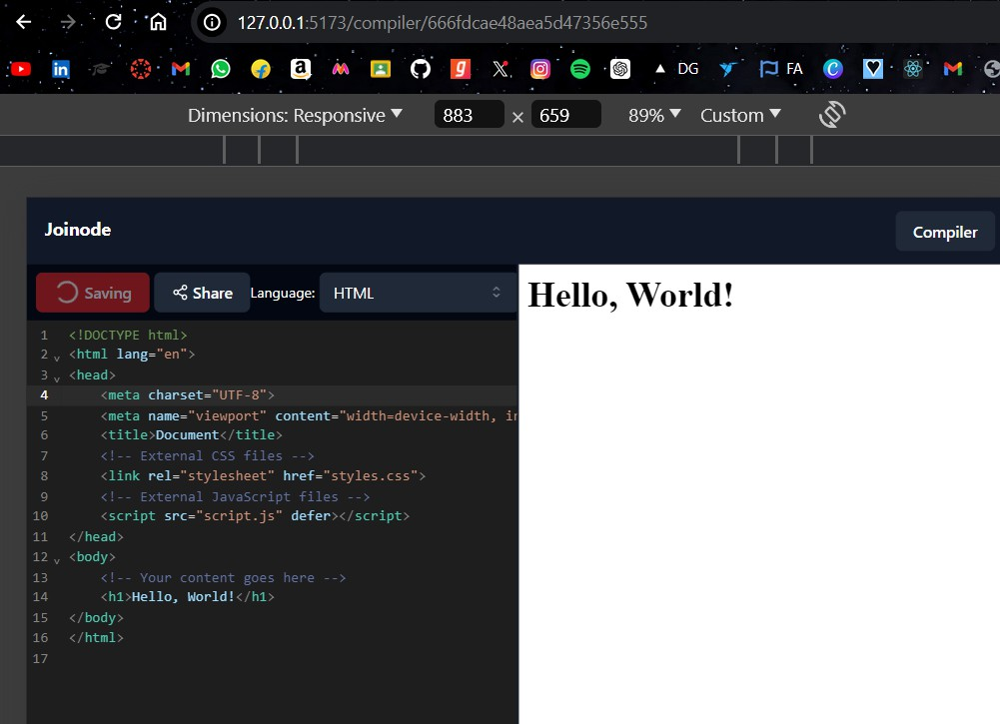 127.0.0.1:5173/compiler/666fdcae48aea5d47356e555
DG
FA
Dimensions: Responsive 883 × 659 89% Custom
Joinode
Compiler
Saving Share Language: HTML
Hello, World!
1 <!DOCTYPE html>
2 <html lang="en">
3 <head>
4 <meta charset="UTF-8">
5 <meta name="viewport" content="width=device-width, in
6 <title>Document</title>
7 <!-- External CSS files -->
8 <link rel="stylesheet" href="styles.css">
9 <!-- External JavaScript files -->
10 <script src="script.js" defer></script>
11 </head>
12 <body>
13 <!-- Your content goes here -->
14 <h1>Hello, World!</h1>
15 </body>
16 </html>
17